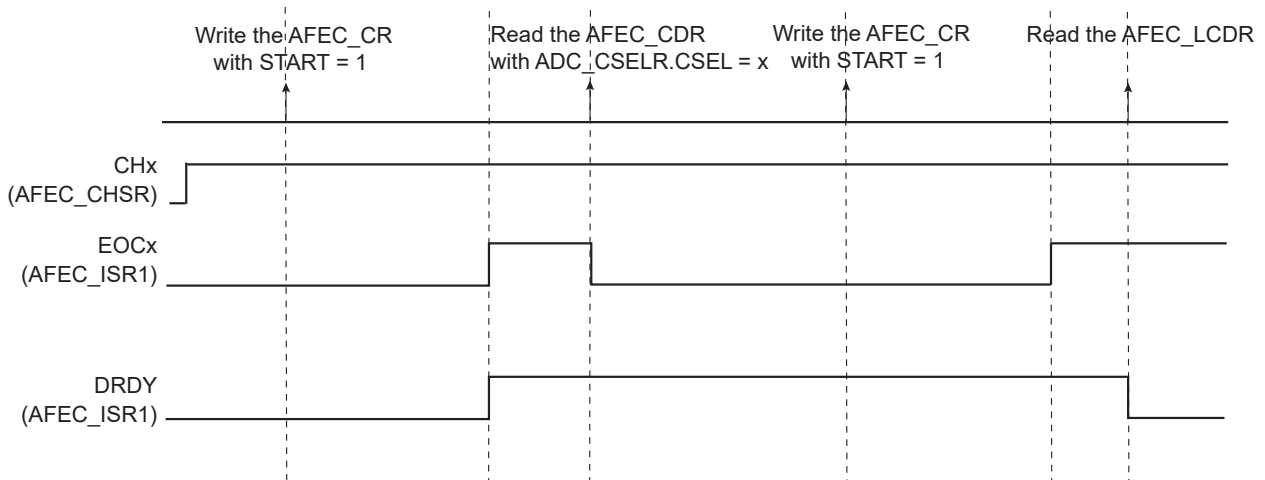 Write the AFEC_CR
with START = 1
Read the AFEC_CDR
with ADC_CSELR.CSEL = x
Write the AFEC_CR
with START = 1
Read the AFEC_LCDR
CHx
(AFEC_CHSR)
EOCx
(AFEC_ISR1)
DRDY
(AFEC_ISR1)